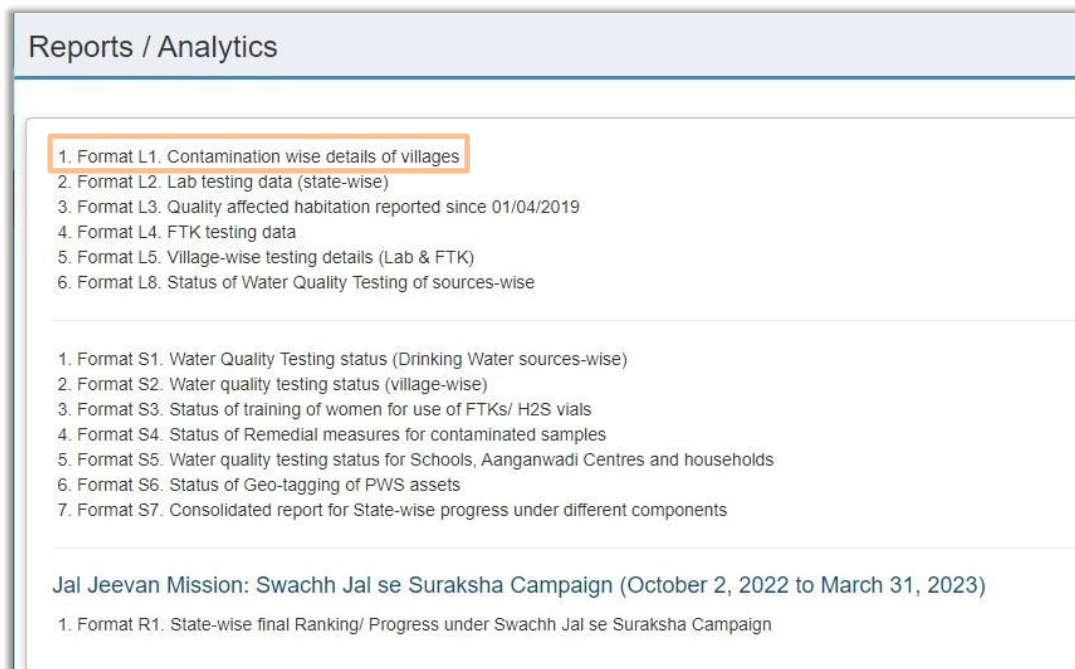 Reports / Analytics
1. Format L1. Contamination wise details of villages
2. Format L2. Lab testing data (state-wise)
3. Format L3. Quality affected habitation reported since 01/04/2019
4. Format L4. FTK testing data
5. Format L5. Village-wise testing details (Lab & FTK)
6. Format L8. Status of Water Quality Testing of sources-wise
1. Format S1. Water Quality Testing status (Drinking Water sources-wise)
2. Format S2. Water quality testing status (village-wise)
3. Format S3. Status of training of women for use of FTKs/ H2S vials
4. Format S4. Status of Remedial measures for contaminated samples
5. Format S5. Water quality testing status for Schools, Aanganwadi Centres and households
6. Format S6. Status of Geo-tagging of PWS assets
7. Format S7. Consolidated report for State-wise progress under different components
Jal Jeevan Mission: Swachh Jal se Suraksha Campaign (October 2, 2022 to March 31, 2023)
1. Format R1. State-wise final Ranking/ Progress under Swachh Jal se Suraksha Campaign